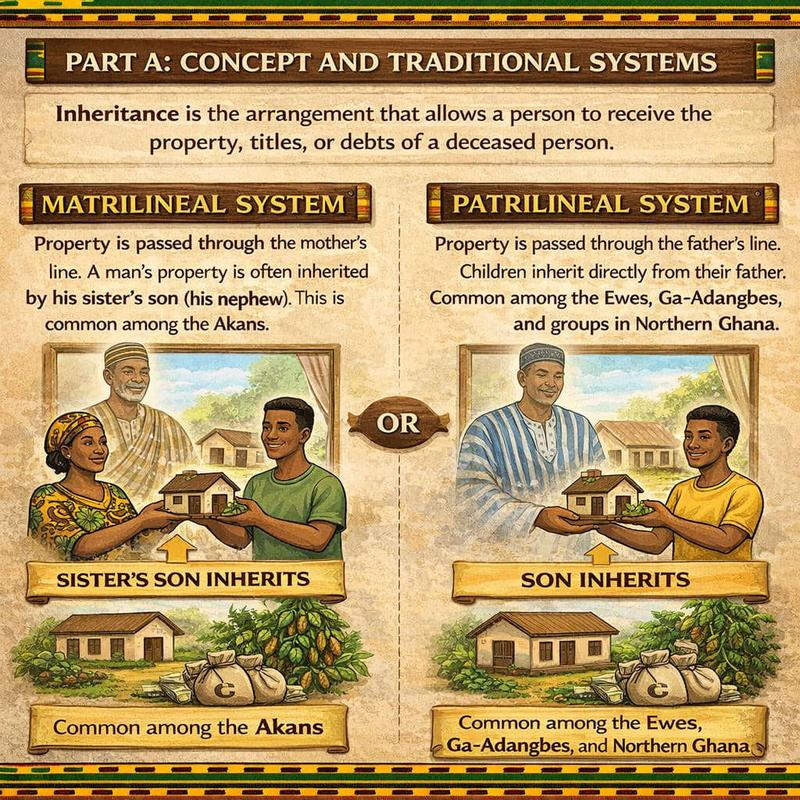 PART A: CONCEPT AND TRADITIONAL SYSTEMS
Inheritance is the arrangement that allows a person to receive the
property, titles, or debts of a deceased person.
MATRILINEAL SYSTEM
Property is passed through the mother's
line. A man's property is often inherited
by his sister's son (his nephew). This is
common among the Akans.
SISTER'S SON INHERITS
Common among the Akans
OR
PATRILINEAL SYSTEM
Property is passed through the father's line.
Children inherit directly from their father.
Common among the Ewes, Ga-Adangbes,
and groups in Northern Ghana.
SON INHERITS
Common among the Ewes,
Ga-Adangbes, and Northern Ghana